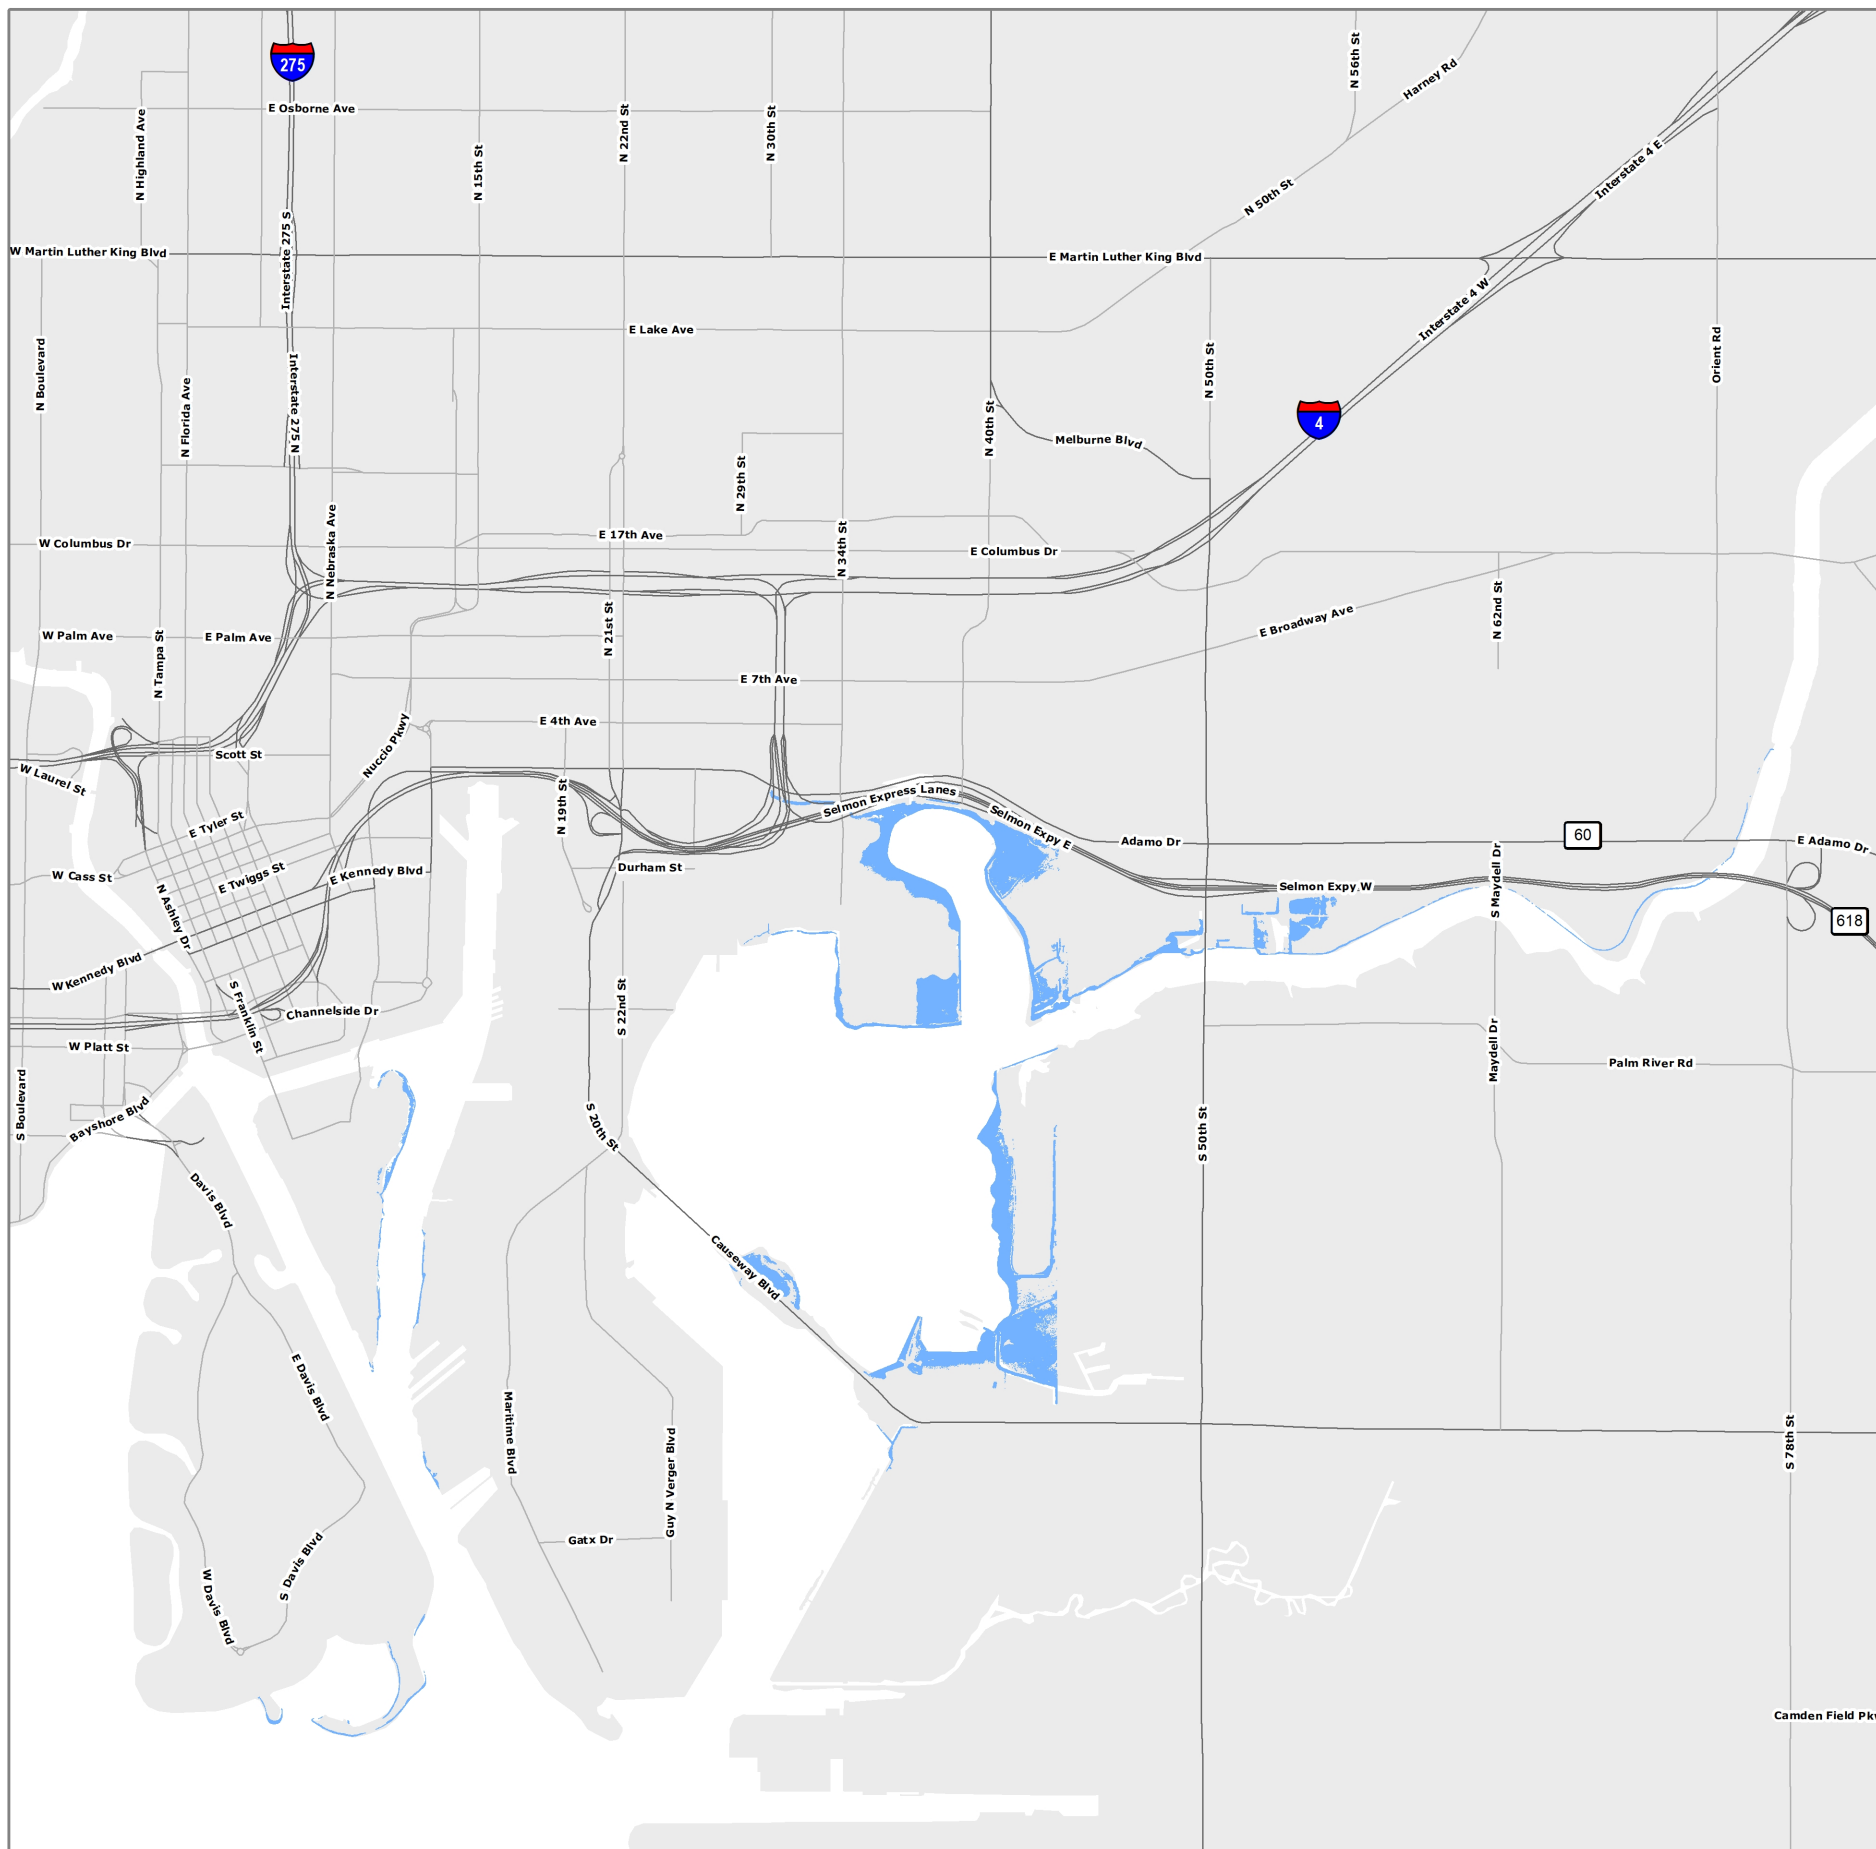 275
N 56th St
Harney Rd
E Osborne Ave
N Highland Ave
N 15th St
N 22nd St
N 30th St
Interstate 4 E
N 50th St
Interstate 275 S
W Martin Luther King Blvd
E Martin Luther King Blvd
Interstate 4 W
E Lake Ave
N Boulevard
N Florida Ave
Interstate 275 N
N 50th St
Orient Rd
4
N 40th St
Melburne Blvd
N 29th St
N Nebraska Ave
E 17th Ave
N 34th St
W Columbus Dr
E Columbus Dr
N 21st St
N 62nd St
E Broadway Ave
W Palm Ave
N Tampa St
E Palm Ave
E 7th Ave
E 4th Ave
Nuccio Pkwy
Scott St
W Laurel St
N 19th St
Selmon Express Lanes
Selmon Expy E
E Tyler St
Adamo Dr
60
E Adamo Dr
W Cass St
E Twiggs St
E Kennedy Blvd
Durham St
Selmon Expy W
S Maydell Dr
618
N Ashley Dr
W Kennedy Blvd
S Franklin St
Channelside Dr
S 22nd St
W Platt St
Maydell Dr
Palm River Rd
S Boulevard
Bayshore Blvd
S 20th St
S 50th St
Davis Blvd
Causeway Blvd
E Davis Blvd
Maritime Blvd
Guy N Verger Blvd
S 78th St
Gatx Dr
S Davis Blvd
W Davis Blvd
Camden Field Pkw